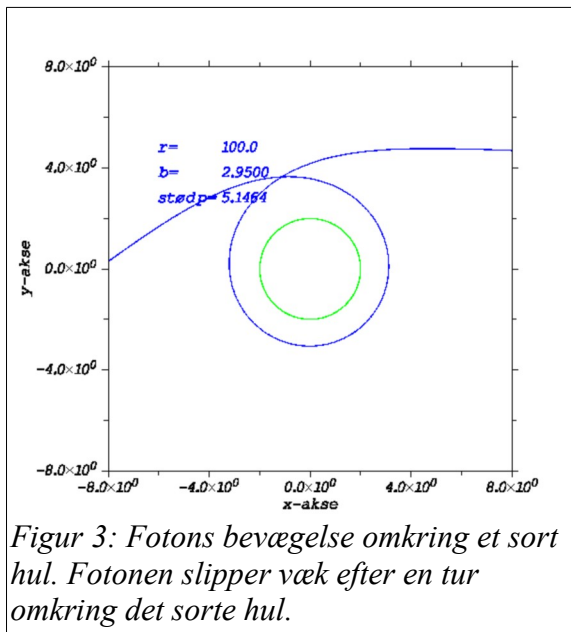 8.0×10⁰
4.0×10⁰
0.0×10⁰
-4.0×10⁰
-8.0×10⁰
y-akse
r= 100.0
b= 2.9500
stødp= 5.1464
-8.0×10⁰ -4.0×10⁰ 0.0×10⁰ 4.0×10⁰ 8.0×10⁰
x-akse
Figur 3: Fotons bevægelse omkring et sort
hul. Fotonen slipper væk efter en tur
omkring det sorte hul.